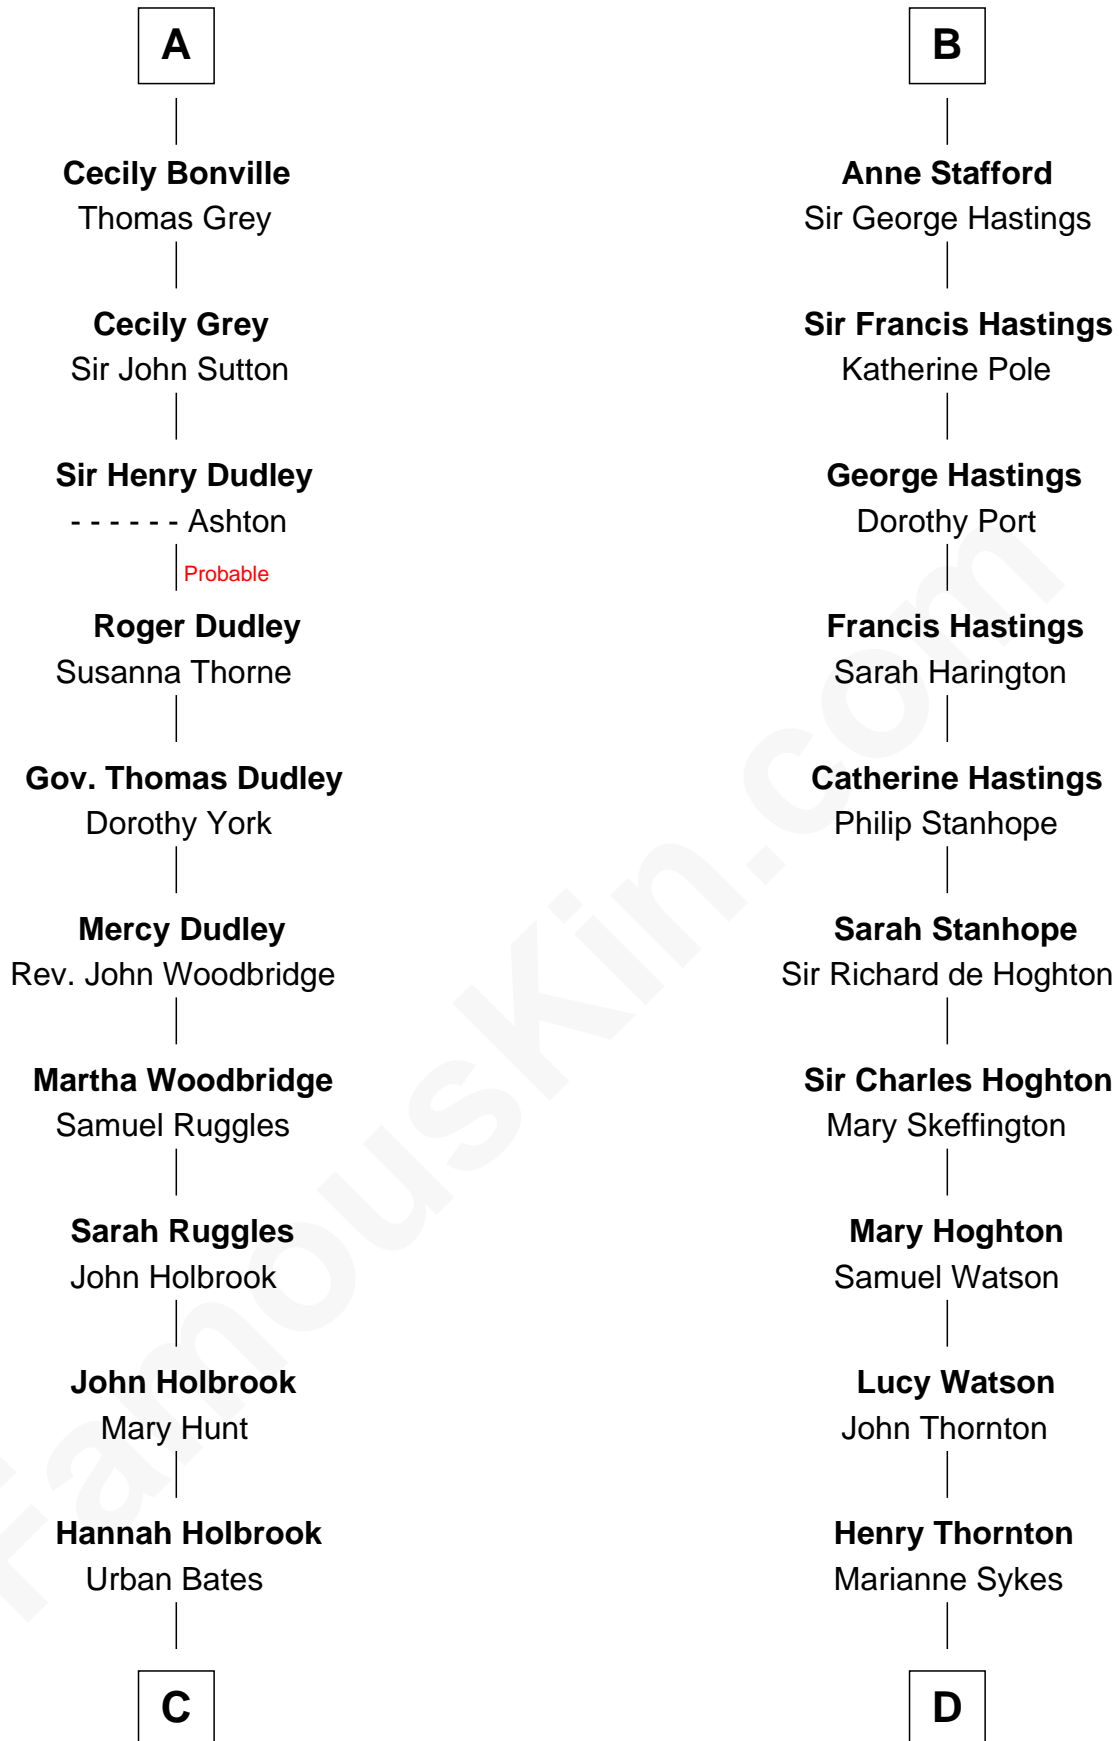 A
Cecily Bonville
Thomas Grey
Cecily Grey
Sir John Sutton
Sir Henry Dudley
- - - - - - Ashton
Probable
Roger Dudley
Susanna Thorne
Gov. Thomas Dudley
Dorothy York
Mercy Dudley
Rev. John Woodbridge
Martha Woodbridge
Samuel Ruggles
Sarah Ruggles
John Holbrook
John Holbrook
Mary Hunt
Hannah Holbrook
Urban Bates
C
B
Anne Stafford
Sir George Hastings
Sir Francis Hastings
Katherine Pole
George Hastings
Dorothy Port
Francis Hastings
Sarah Harington
Catherine Hastings
Philip Stanhope
Sarah Stanhope
Sir Richard de Hoghton
Sir Charles Hoghton
Mary Skeffington
Mary Hoghton
Samuel Watson
Lucy Watson
John Thornton
Henry Thornton
Marianne Sykes
D
FamousKin.com